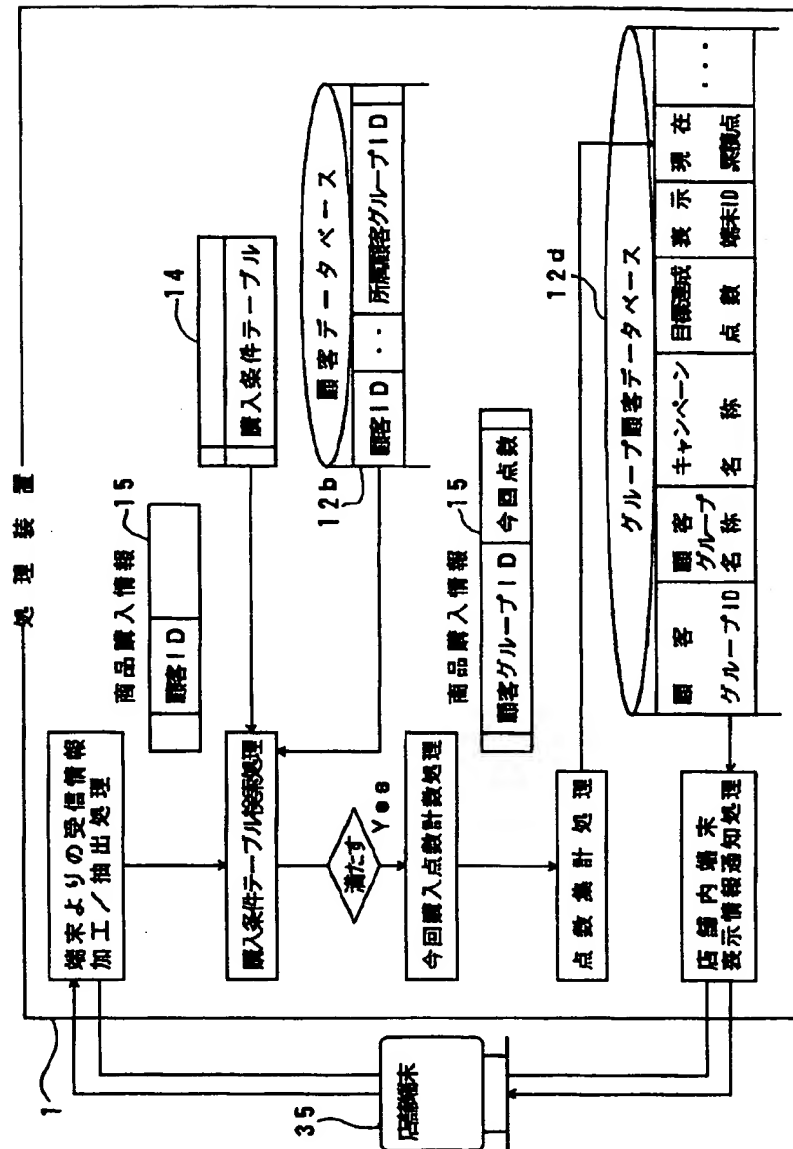 処理装置
1
店舗端末
35
端末よりの受信情報
加工/抽出処理
商品購入情報
15
顧客ID
購入条件テーブル検索処理
14
購入条件テーブル
満たす
Yes
12b
顧客データベース
顧客ID
・・
所属顧客グループID
今回購入点数計数処理
商品購入情報
15
顧客グループID
今回点数
点数集計処理
12d
グループ顧客データベース
顧客
グループID
顧客
グループ
名称
キャンペーン
名称
目標達成
点数
表示
端末ID
現在
累積点
・・・
店舗内端末
表示情報通知処理